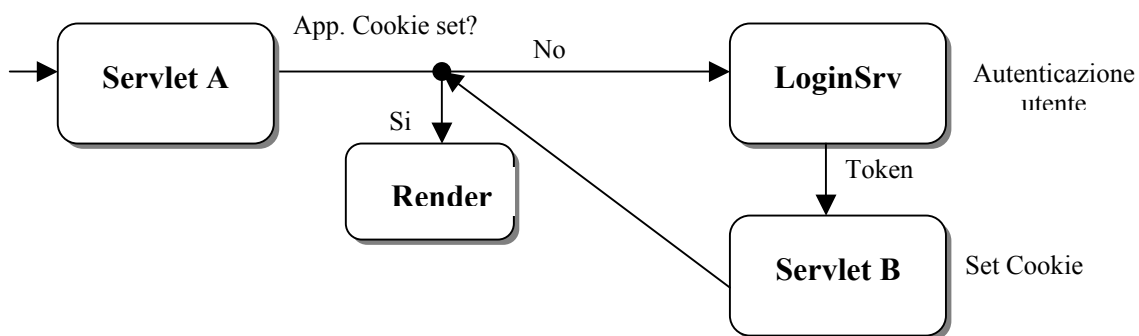 App. Cookie set?
Servlet A
No
LoginSrv
Autenticazione
utente
Si
Token
Render
Servlet B
Set Cookie